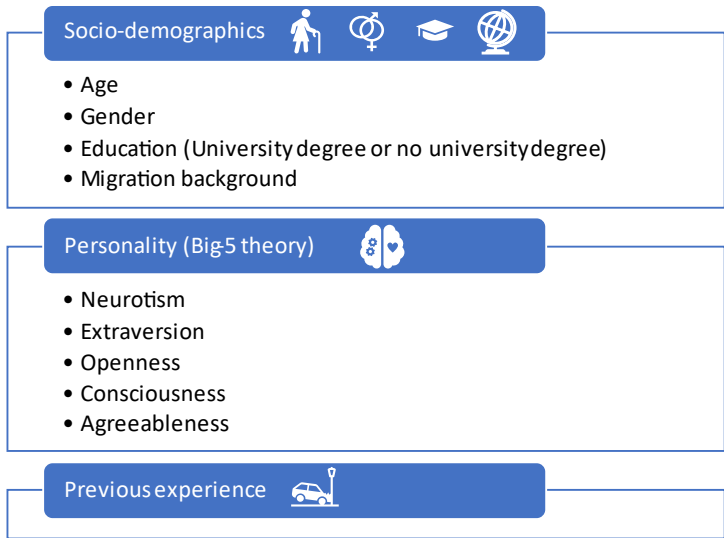 Socio-demographics
• Age
• Gender
• Education (University degree or no university degree)
• Migration background
Personality (Big-5 theory)
• Neurotism
• Extraversion
• Openness
• Consciousness
• Agreeableness
Previous experience